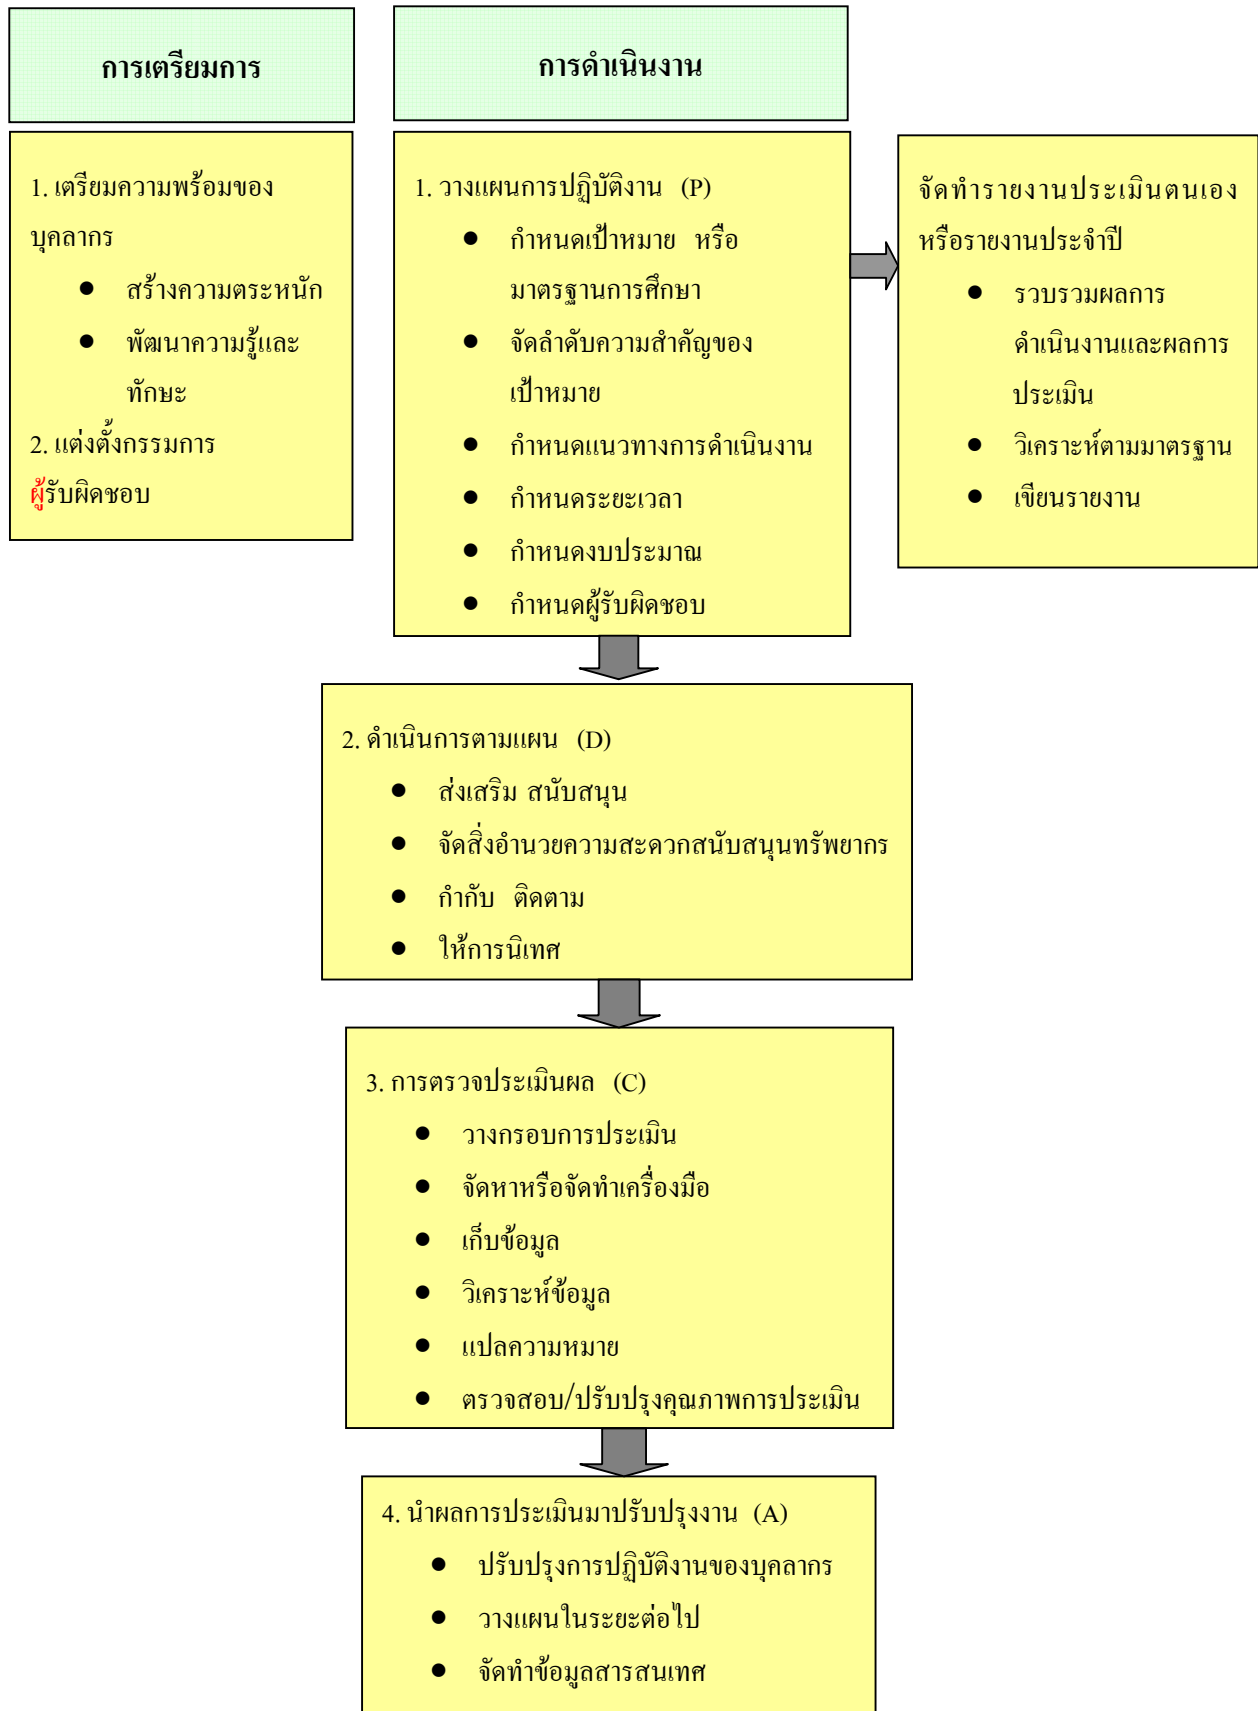 การเตรียมการ
การดำเนินงาน
1. เตรียมความพร้อมของ
บุคลากร
● สร้างความตระหนัก
● พัฒนาความรู้และ
ทักษะ
2. แต่งตั้งกรรมการ
ผู้รับผิดชอบ
1. วางแผนการปฏิบัติงาน (P)
● กำหนดเป้าหมาย หรือ
มาตรฐานการศึกษา
● จัดลำดับความสำคัญของ
เป้าหมาย
● กำหนดแนวทางการดำเนินงาน
● กำหนดระยะเวลา
● กำหนดงบประมาณ
● กำหนดผู้รับผิดชอบ
จัดทำรายงานประเมินตนเอง
หรือรายงานประจำปี
● รวบรวมผลการ
ดำเนินงานและผลการ
ประเมิน
● วิเคราะห์ตามมาตรฐาน
● เขียนรายงาน
2. ดำเนินการตามแผน (D)
● ส่งเสริม สนับสนุน
● จัดสิ่งอำนวยความสะดวกสนับสนุนทรัพยากร
● กำกับ ติดตาม
● ให้การนิเทศ
3. การตรวจประเมินผล (C)
● วางกรอบการประเมิน
● จัดหาหรือจัดทำเครื่องมือ
● เก็บข้อมูล
● วิเคราะห์ข้อมูล
● แปลความหมาย
● ตรวจสอบ/ปรับปรุงคุณภาพการประเมิน
4. นำผลการประเมินมาปรับปรุงงาน (A)
● ปรับปรุงการปฏิบัติงานของบุคลากร
● วางแผนในระยะต่อไป
● จัดทำข้อมูลสารสนเทศ